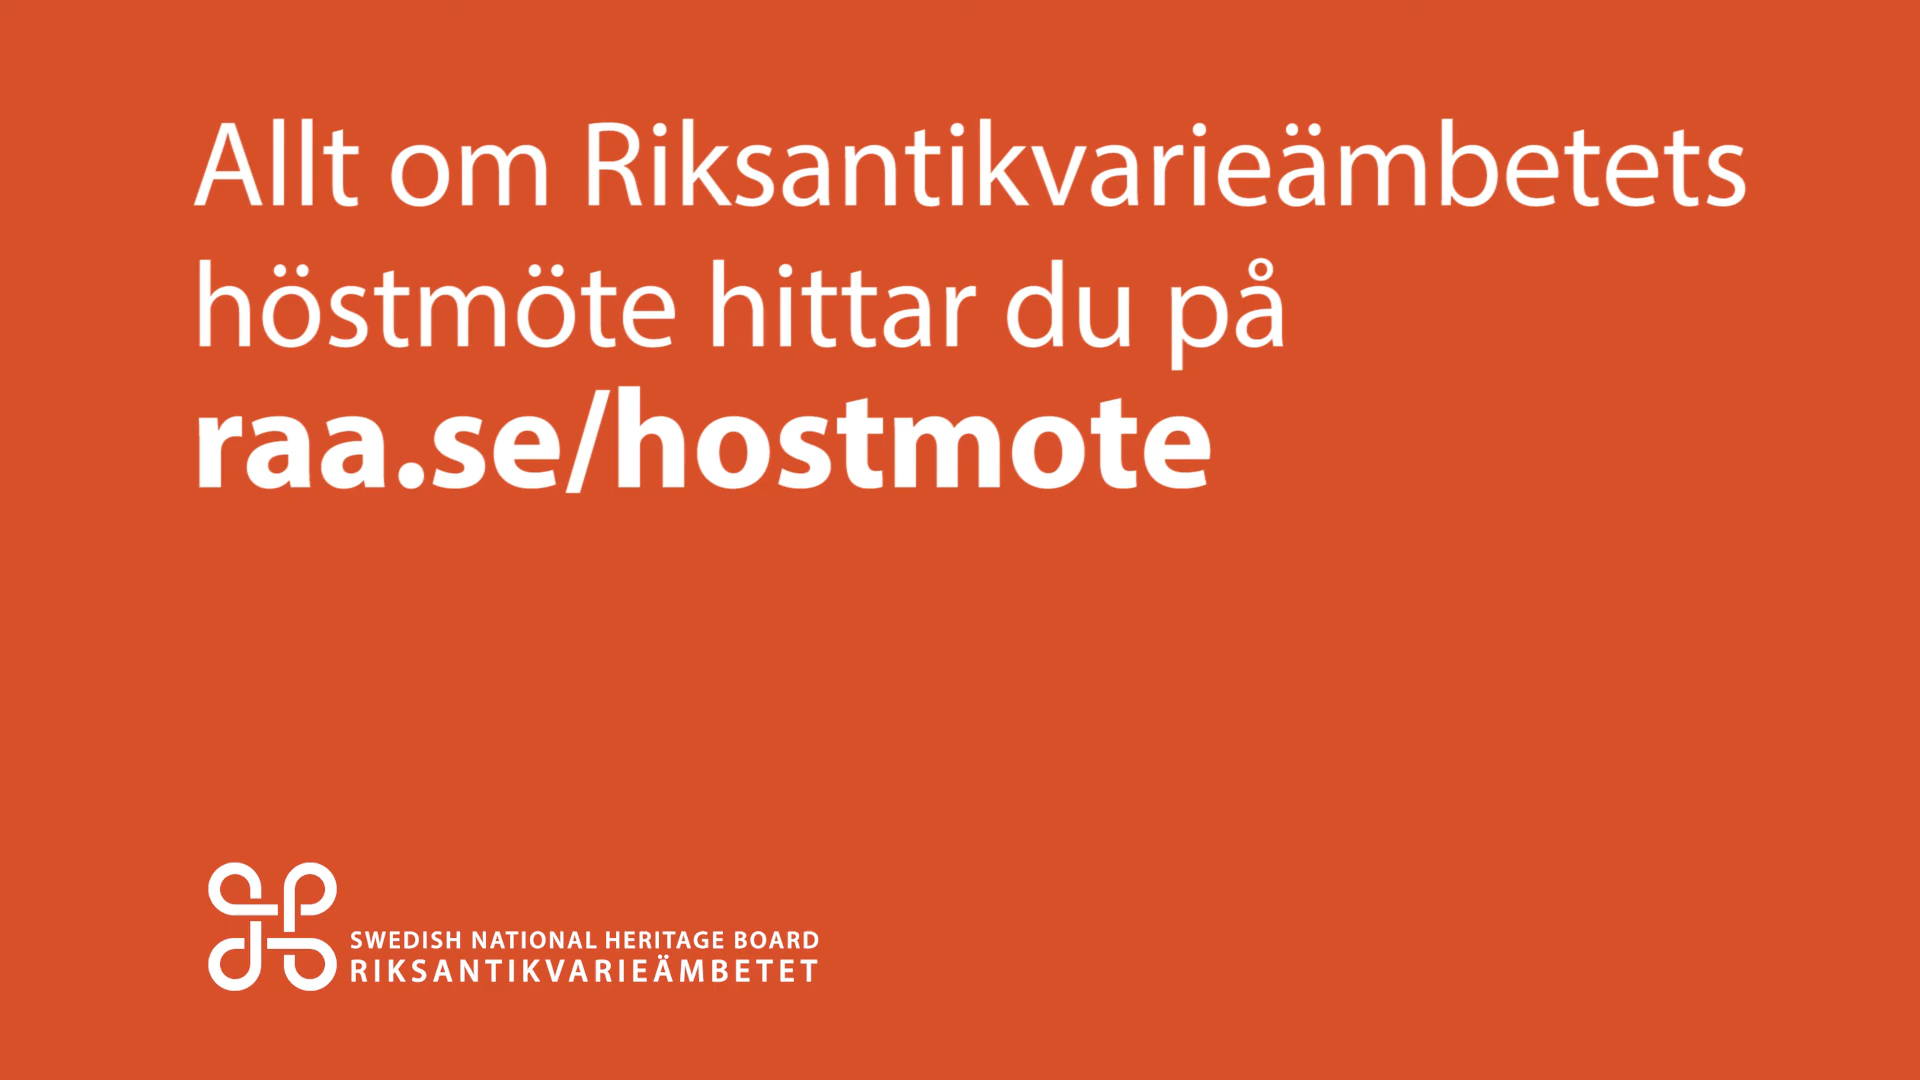 Allt om Riksantikvarieämbetets
höstmöte hittar du på
raa.se/hostmote
SWEDISH NATIONAL HERITAGE BOARD
RIKSANTIKVARIEÄMBETET